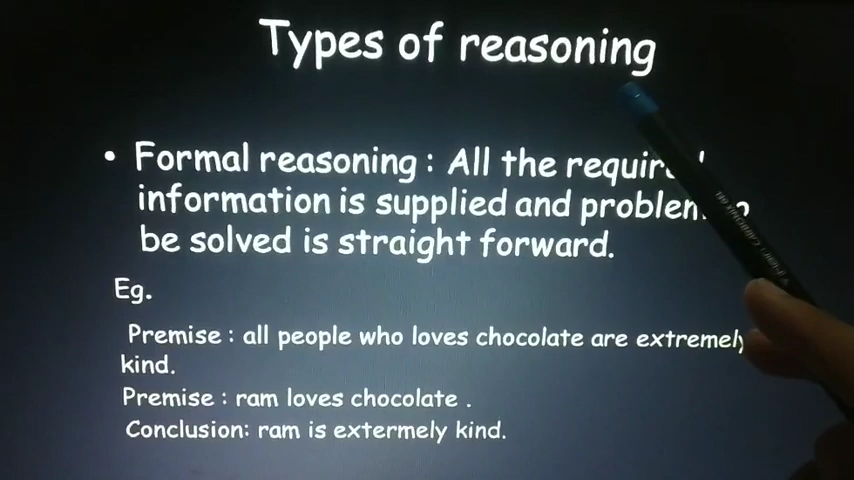 Types of reasoning
• Formal reasoning : All the
information is supplied and
be solved is straight forward.
Eg.
Premise : all people who loves chocolate are extremely
kind.
Premise : ram loves chocolate .
Conclusion: ram is extermely kind.